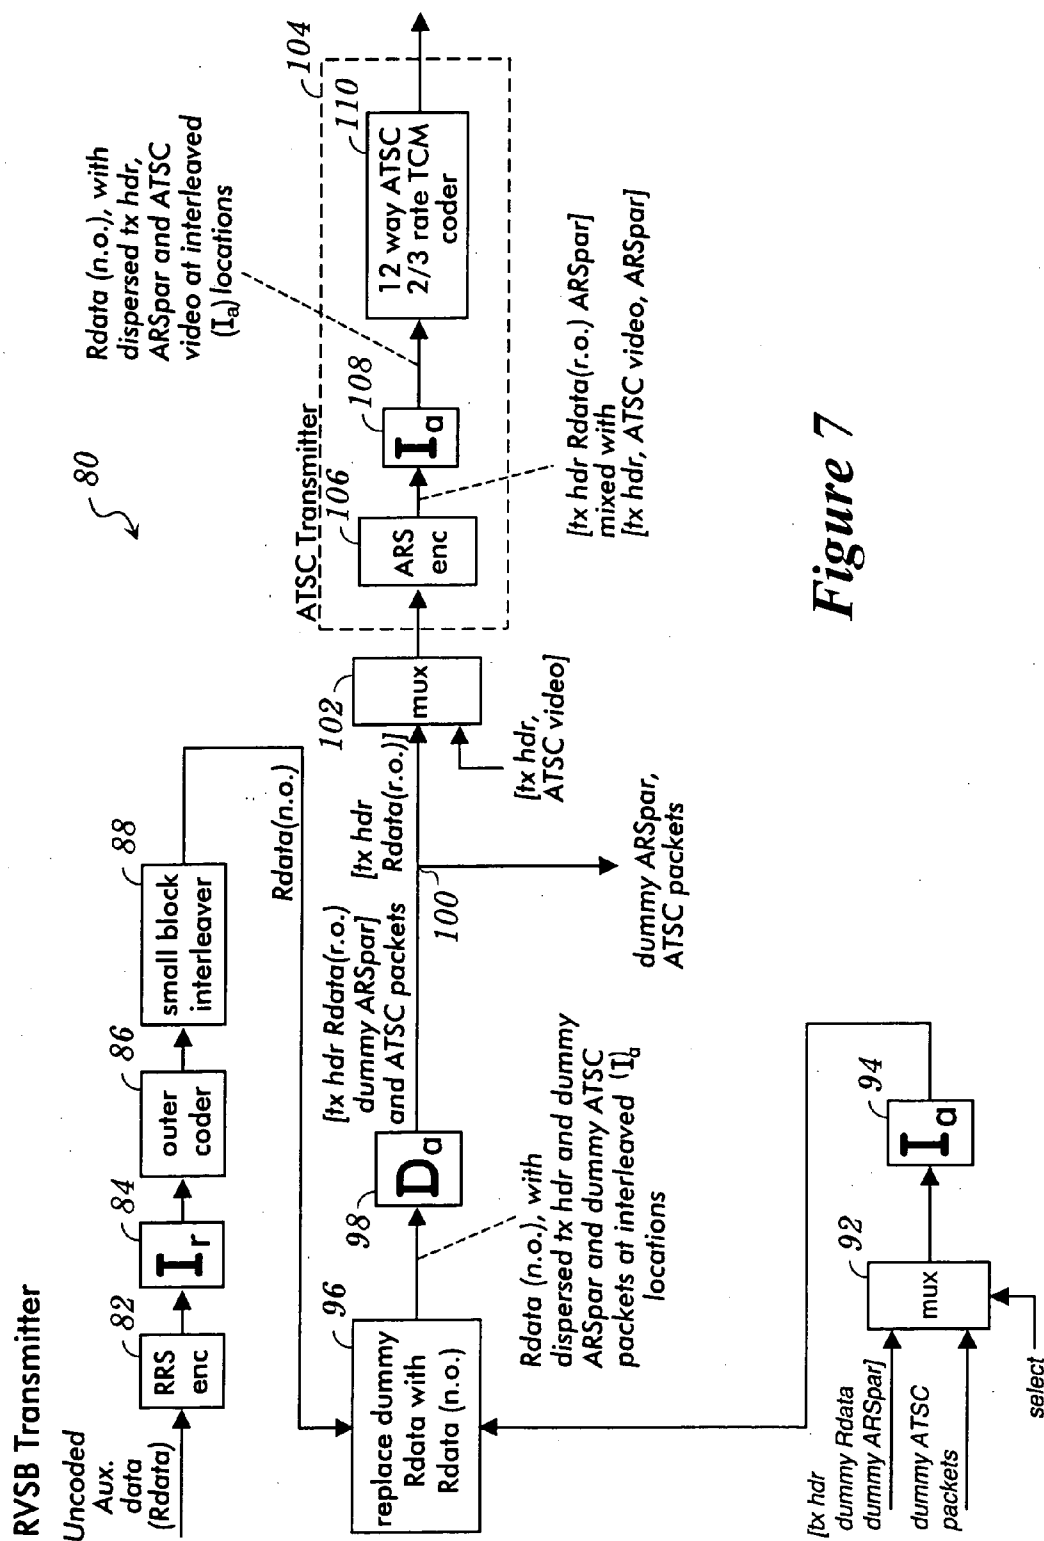 RVSB Transmitter
80
Uncoded
Aux.
data
(Rdata)
82
RRS
enc
84
Ir
86
outer
coder
88
small block
interleaver
Rdata(n.o.)
96
replace dummy
Rdata with
Rdata (n.o.)
98
Da
Rdata (n.o.), with
dispersed tx hdr and dummy
ARSpar and dummy ATSC
packets at interleaved (Ia)
locations
[tx hdr Rdata(r.o.)
dummy ARSpar]
and ATSC packets
100
[tx hdr
Rdata(r.o.)]
dummy ARSpar,
ATSC packets
102
mux
[tx hdr,
ATSC video]
104
ATSC Transmitter
106
ARS
enc
108
Ia
110
12 way ATSC
2/3 rate TCM
coder
Rdata (n.o.), with
dispersed tx hdr,
ARSpar and ATSC
video at interleaved
(Ia) locations
[tx hdr Rdata(r.o.) ARSpar]
mixed with
[tx hdr, ATSC video, ARSpar]
[tx hdr
dummy Rdata
dummy ARSpar]
dummy ATSC
packets
select
92
mux
94
Ia
Figure 7